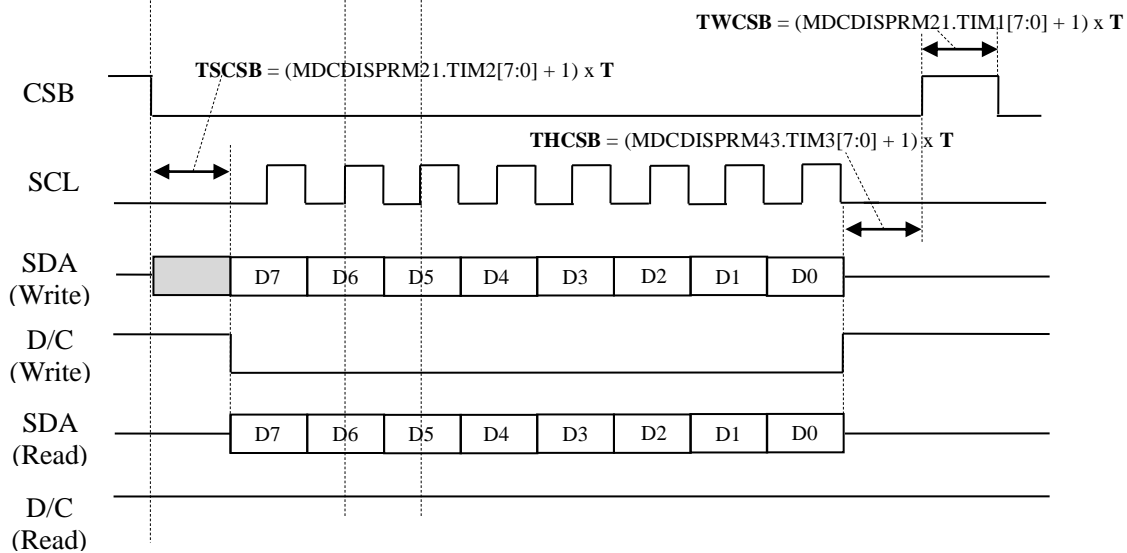 TWCSB = (MDCDISPRM21.TIM1[7:0] + 1) x T
TSCSB = (MDCDISPRM21.TIM2[7:0] + 1) x T
CSB
THCSB = (MDCDISPRM43.TIM3[7:0] + 1) x T
SCL
SDA
(Write)
D7 D6 D5 D4 D3 D2 D1 D0
D/C
(Write)
SDA
(Read)
D7 D6 D5 D4 D3 D2 D1 D0
D/C
(Read)